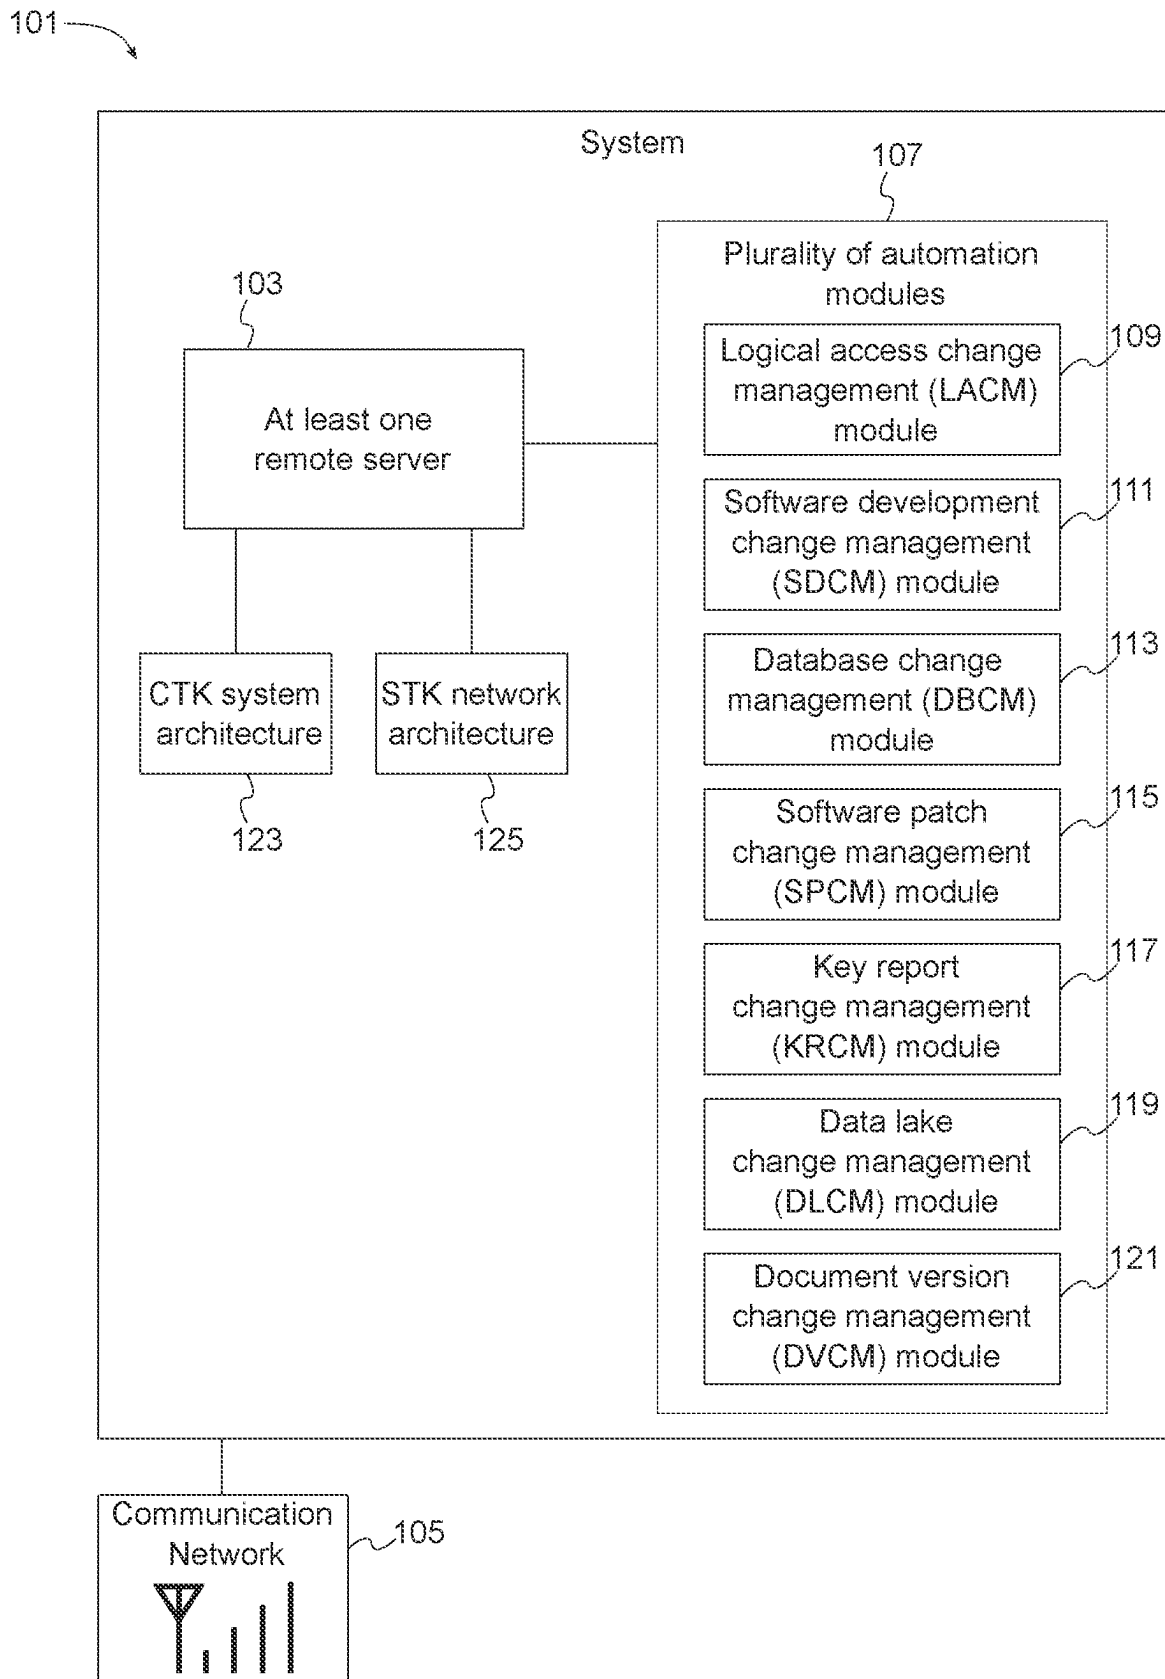 101
System
107
Plurality of automation
modules
103
At least one
remote server
Logical access change
management (LACM)
module
109
Software development
change management
(SDCM) module
111
Database change
management (DBCM)
module
113
CTK system
architecture
STK network
architecture
123
125
Software patch
change management
(SPCM) module
115
Key report
change management
(KRCM) module
117
Data lake
change management
(DLCM) module
119
Document version
change management
(DVCM) module
121
Communication
Network
105